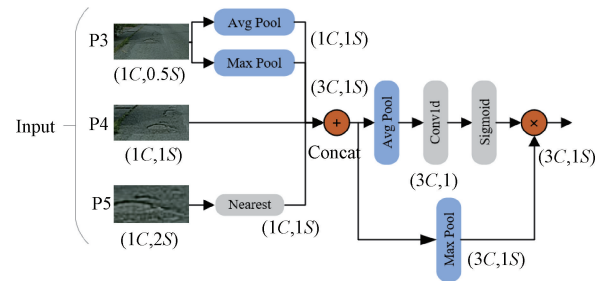 P3
Avg Pool
(1C,1S)
Max Pool
(1C,0.5S)
(3C,1S)
Input
P4
+
Avg Pool
Conv1d
Sigmoid
×
Concat
(1C,1S)
(3C,1S)
(3C,1)
P5
Nearest
(1C,1S)
(1C,2S)
Max Pool
(3C,1S)